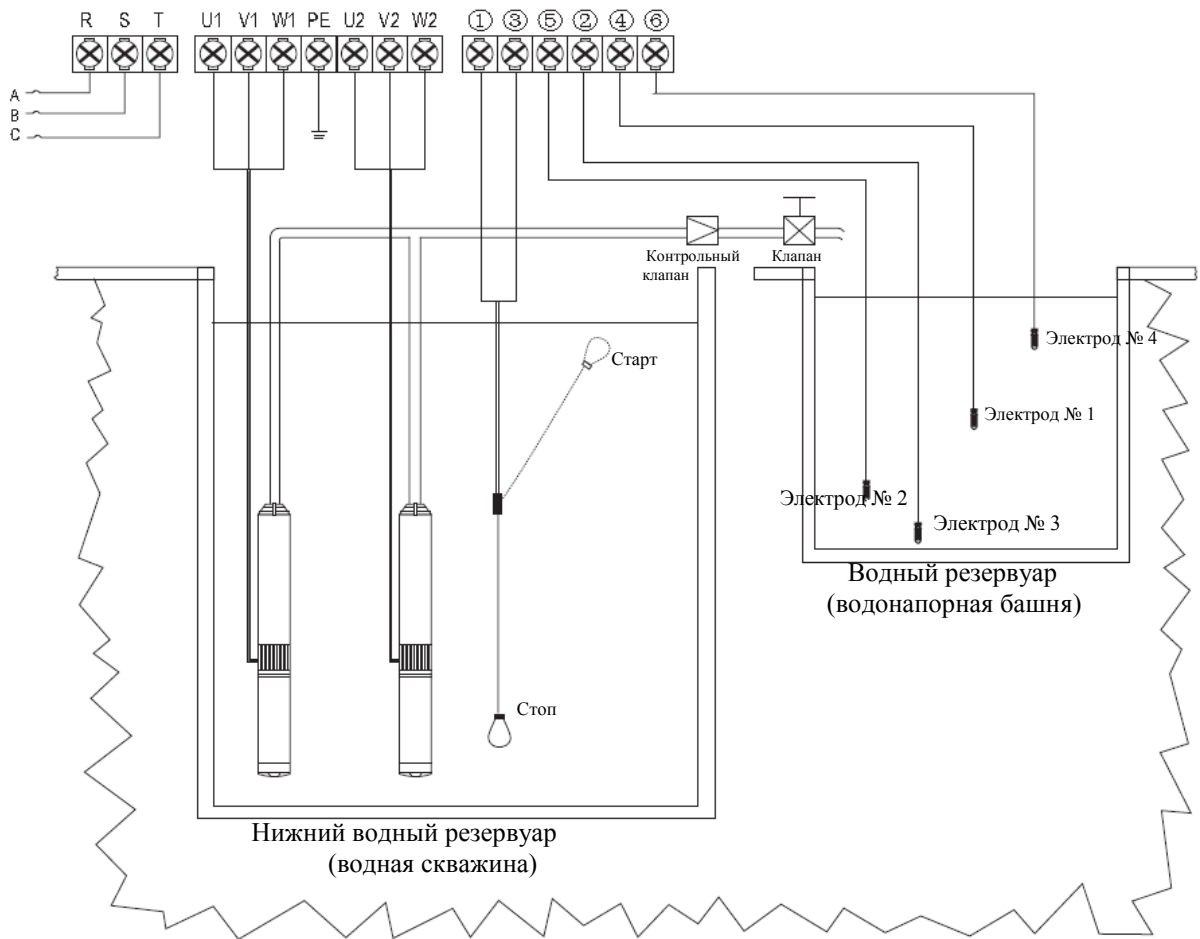 R S T U1 V1 W1 PE U2 V2 W2 ① ③ ⑤ ② ④ ⑥
A
B
C
Контрольный
клапан
Клапан
Старт
Электрод № 4
Электрод № 1
Электрод № 2
Электрод № 3
Стоп
Водный резервуар
(водонапорная башня)
Нижний водный резервуар
(водная скважина)